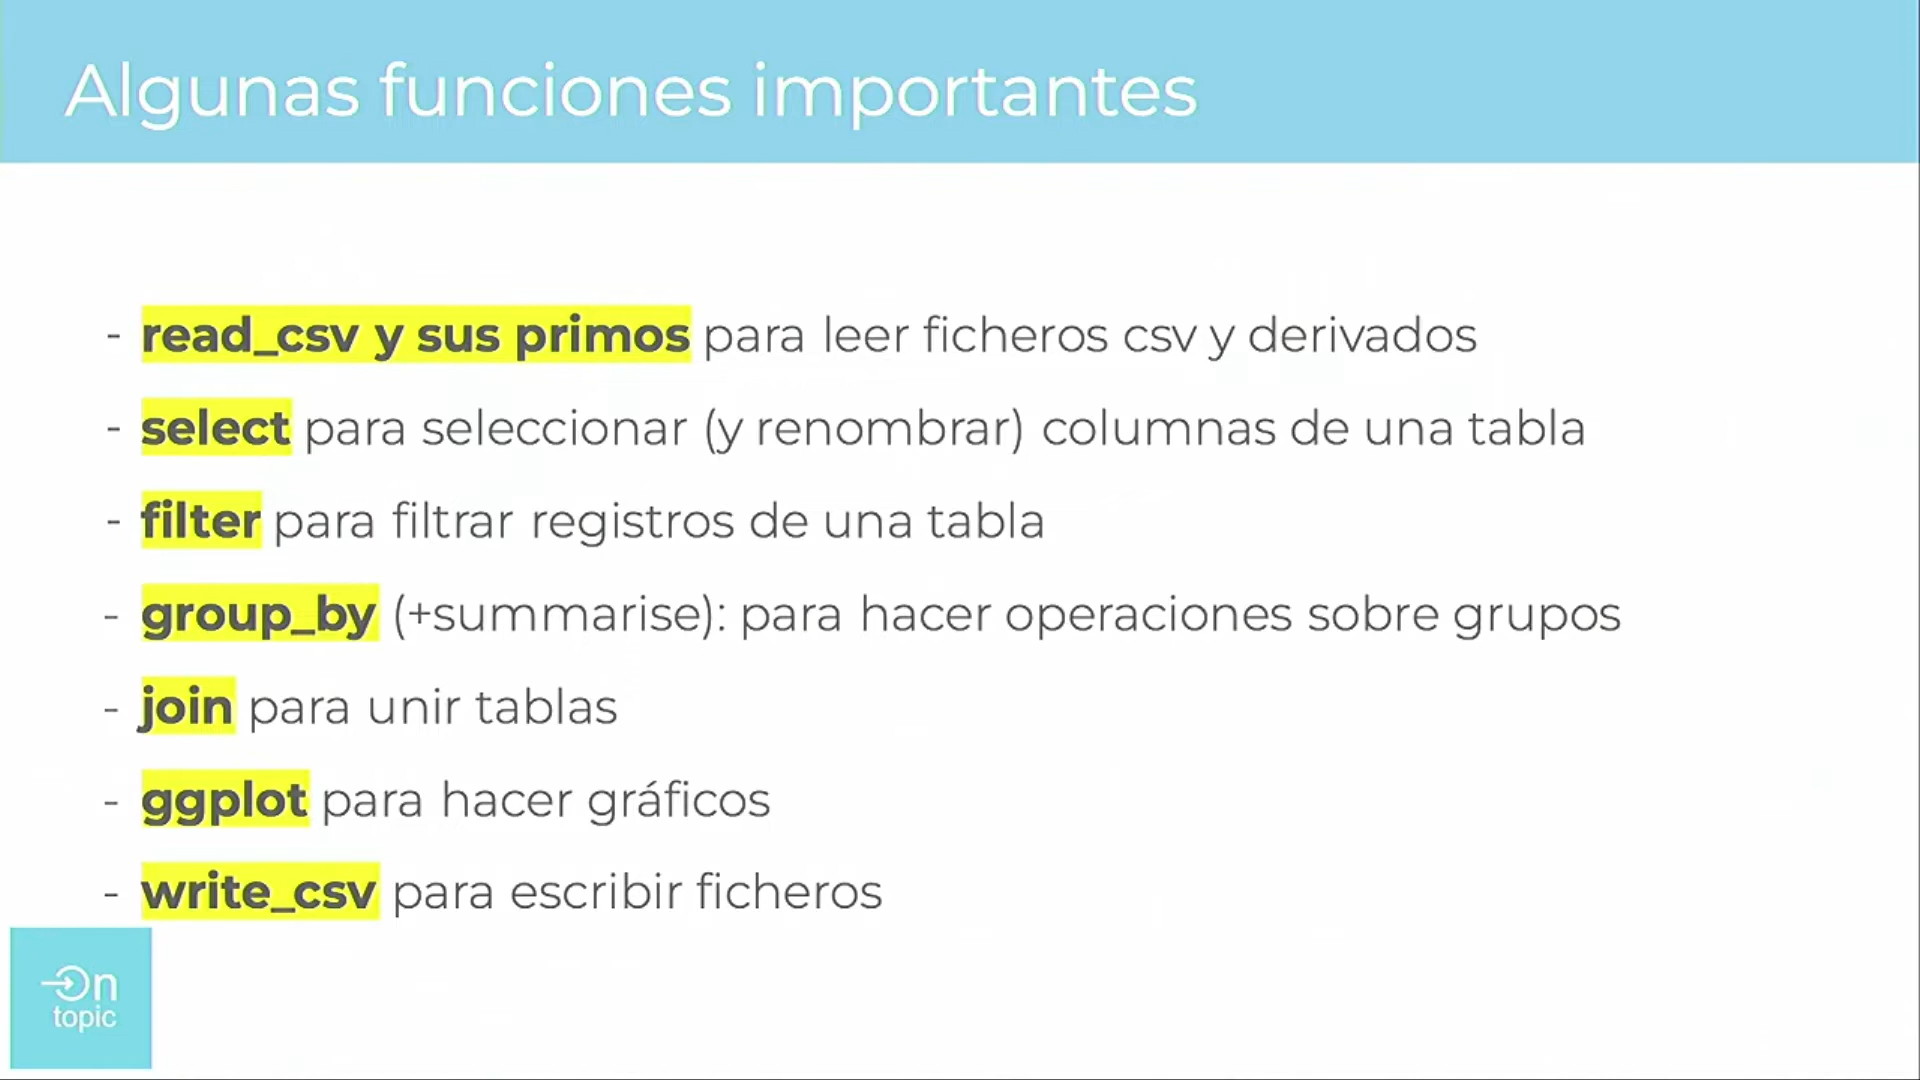 Algunas funciones importantes
- read_csv y sus primos para leer ficheros csv y derivados
- select para seleccionar (y renombrar) columnas de una tabla
- filter para filtrar registros de una tabla
- group_by (+summarise): para hacer operaciones sobre grupos
- join para unir tablas
- ggplot para hacer gráficos
- write_csv para escribir ficheros
On
topic